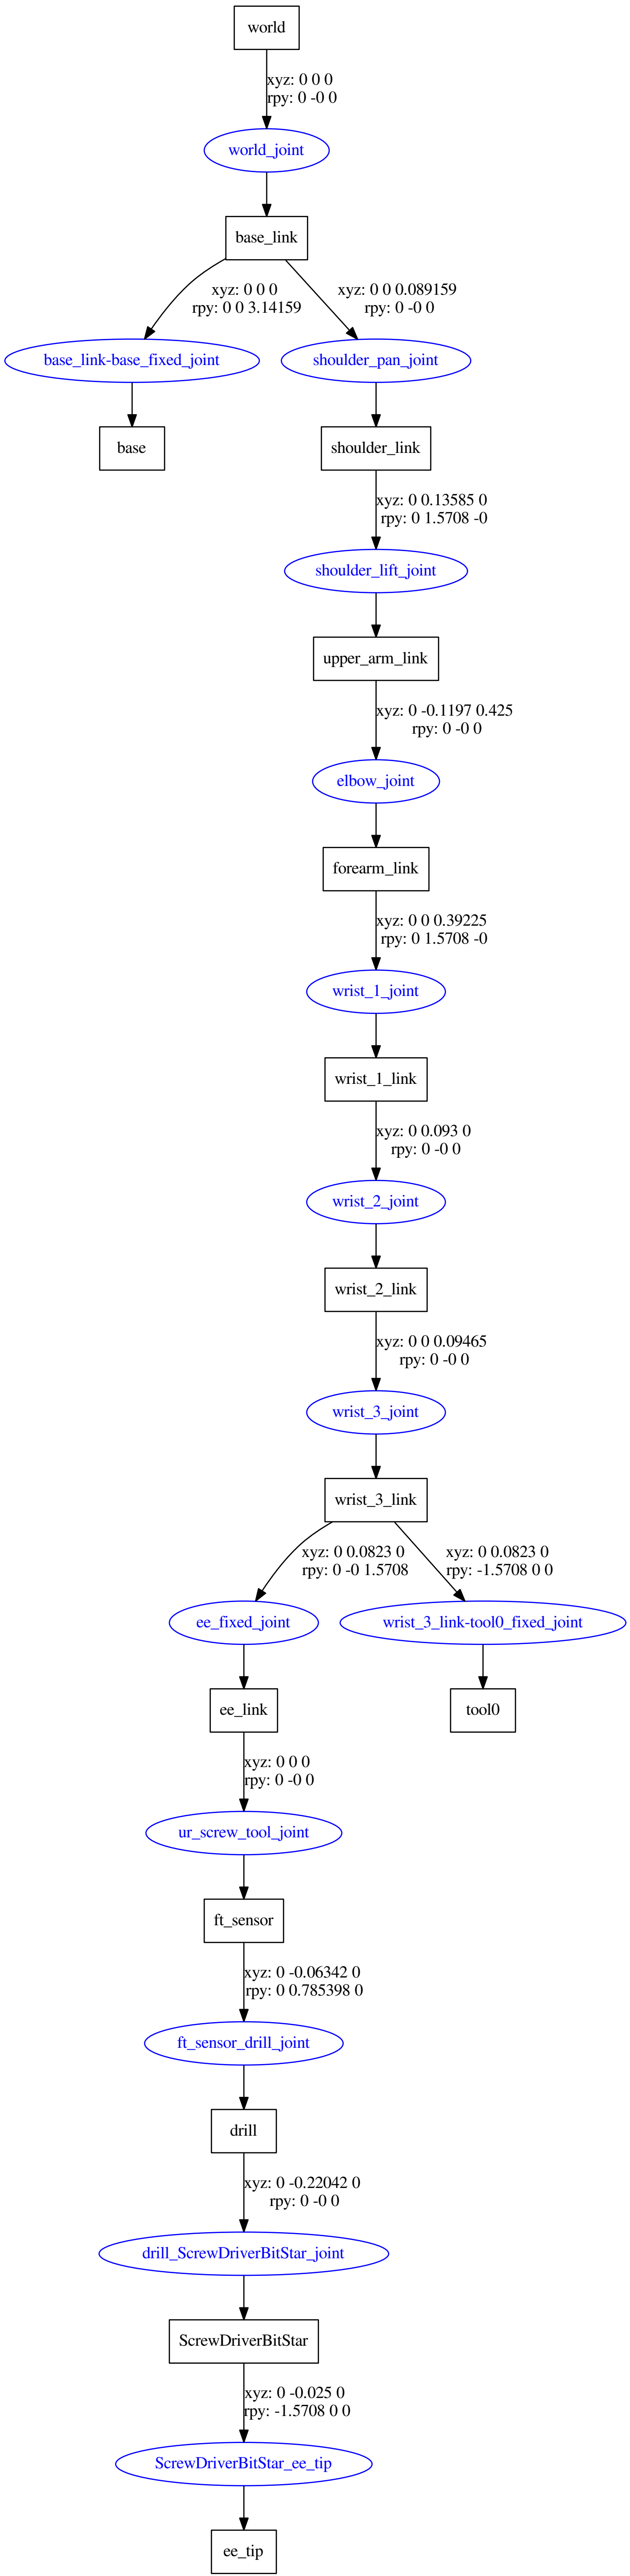 world
xyz: 0 0 0
rpy: 0 -0 0
world_joint
base_link
xyz: 0 0 0
rpy: 0 0 3.14159
xyz: 0 0 0.089159
rpy: 0 -0 0
base_link-base_fixed_joint
shoulder_pan_joint
base
shoulder_link
xyz: 0 0.13585 0
rpy: 0 1.5708 -0
shoulder_lift_joint
upper_arm_link
xyz: 0 -0.1197 0.425
rpy: 0 -0 0
elbow_joint
forearm_link
xyz: 0 0 0.39225
rpy: 0 1.5708 -0
wrist_1_joint
wrist_1_link
xyz: 0 0.093 0
rpy: 0 -0 0
wrist_2_joint
wrist_2_link
xyz: 0 0 0.09465
rpy: 0 -0 0
wrist_3_joint
wrist_3_link
xyz: 0 0.0823 0
rpy: 0 -0 1.5708
xyz: 0 0.0823 0
rpy: -1.5708 0 0
ee_fixed_joint
wrist_3_link-tool0_fixed_joint
ee_link
tool0
xyz: 0 0 0
rpy: 0 -0 0
ur_screw_tool_joint
ft_sensor
xyz: 0 -0.06342 0
rpy: 0 0.785398 0
ft_sensor_drill_joint
drill
xyz: 0 -0.22042 0
rpy: 0 -0 0
drill_ScrewDriverBitStar_joint
ScrewDriverBitStar
xyz: 0 -0.025 0
rpy: -1.5708 0 0
ScrewDriverBitStar_ee_tip
ee_tip